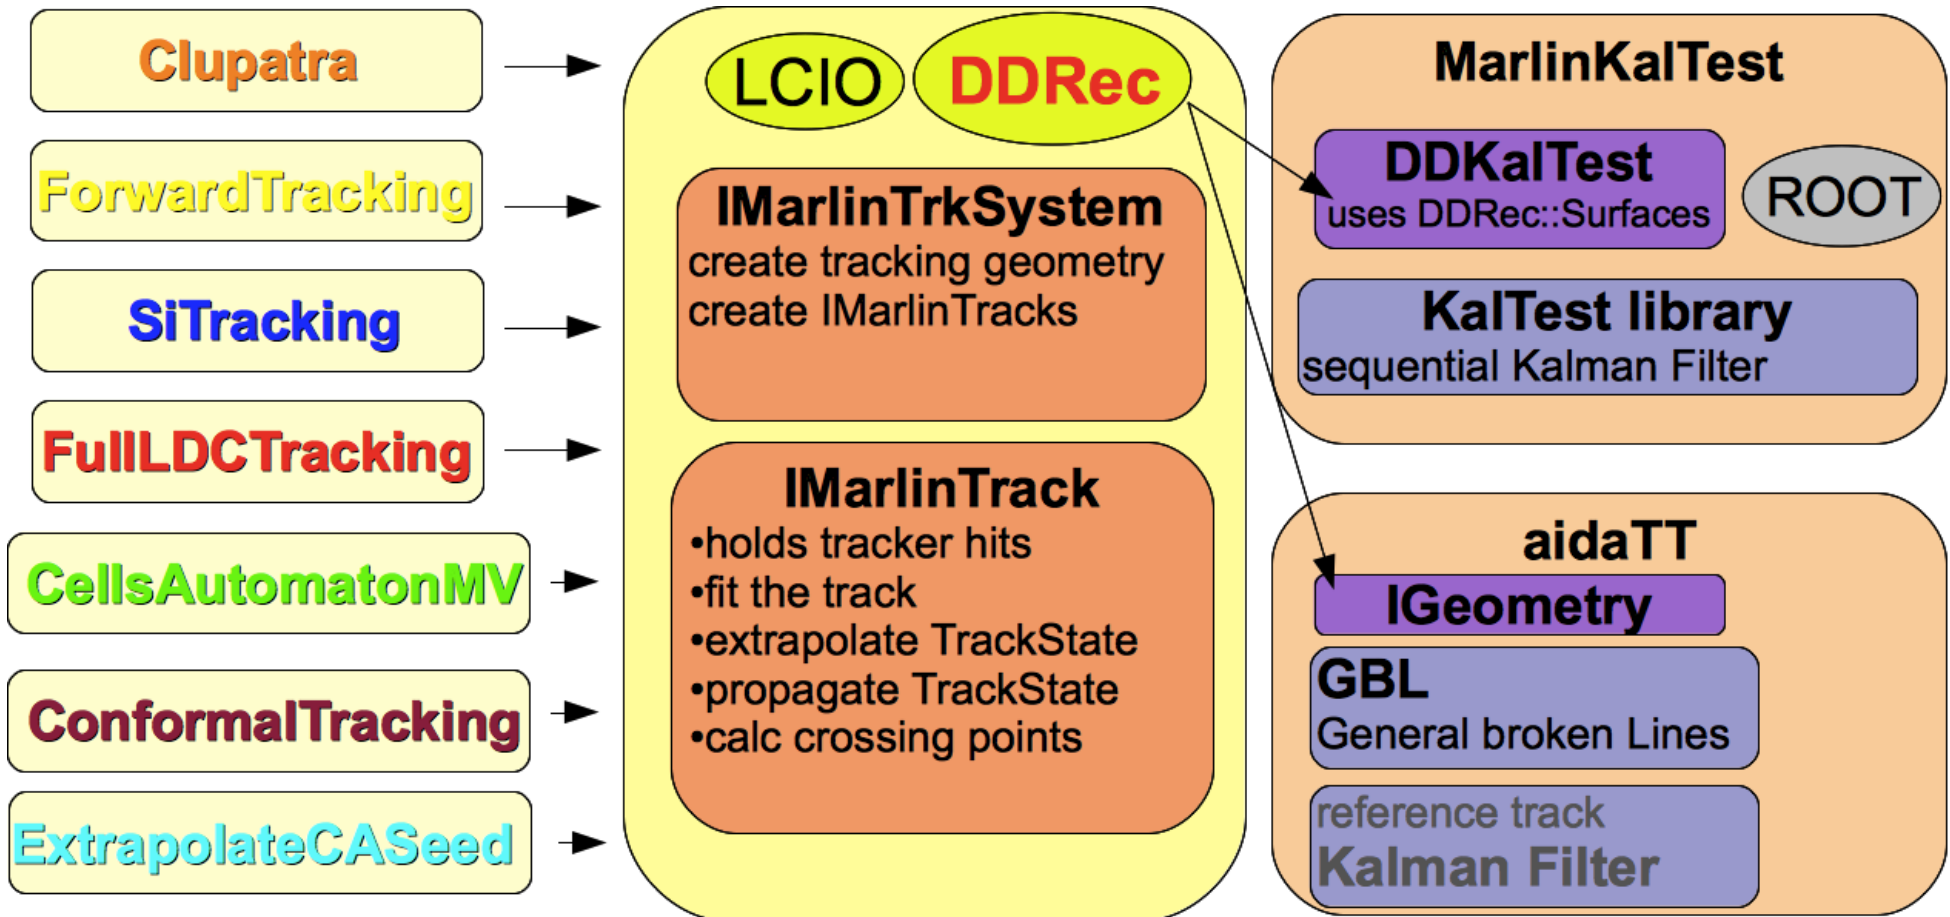 Clupatra
ForwardTracking
SiTracking
FullLDCTracking
CellsAutomatonMV
ConformalTracking
ExtrapolateCASeed
LCIO
DDRec
IMarlinTrkSystem
create tracking geometry
create IMarlinTracks
IMarlinTrack
•holds tracker hits
•fit the track
•extrapolate TrackState
•propagate TrackState
•calc crossing points
MarlinKalTest
DDKalTest
uses DDRec::Surfaces
ROOT
KalTest library
sequential Kalman Filter
aidaTT
IGeometry
GBL
General broken Lines
reference track
Kalman Filter